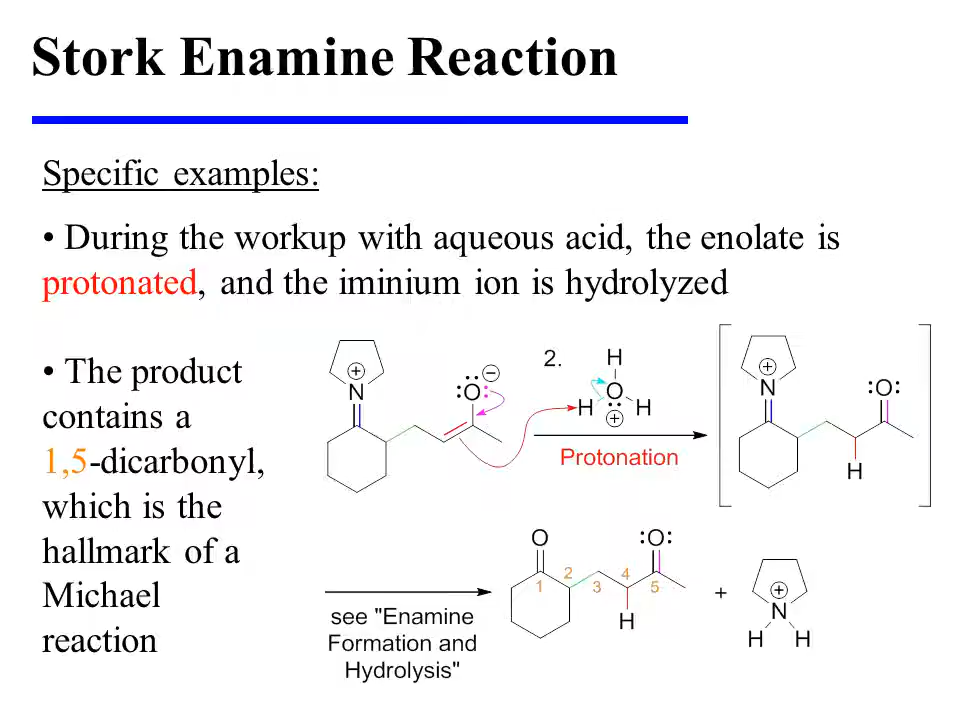 Stork Enamine Reaction
Specific examples:
• During the workup with aqueous acid, the enolate is
protonated, and the iminium ion is hydrolyzed
• The product
contains a
1,5-dicarbonyl,
which is the
hallmark of a
Michael
reaction
N
+
:O:
−
2.
H
H O H
+
Protonation
N
+
:O:
H
see "Enamine
Formation and
Hydrolysis"
O
:O:
1 2 3 4 5
H
+
N
+
H H